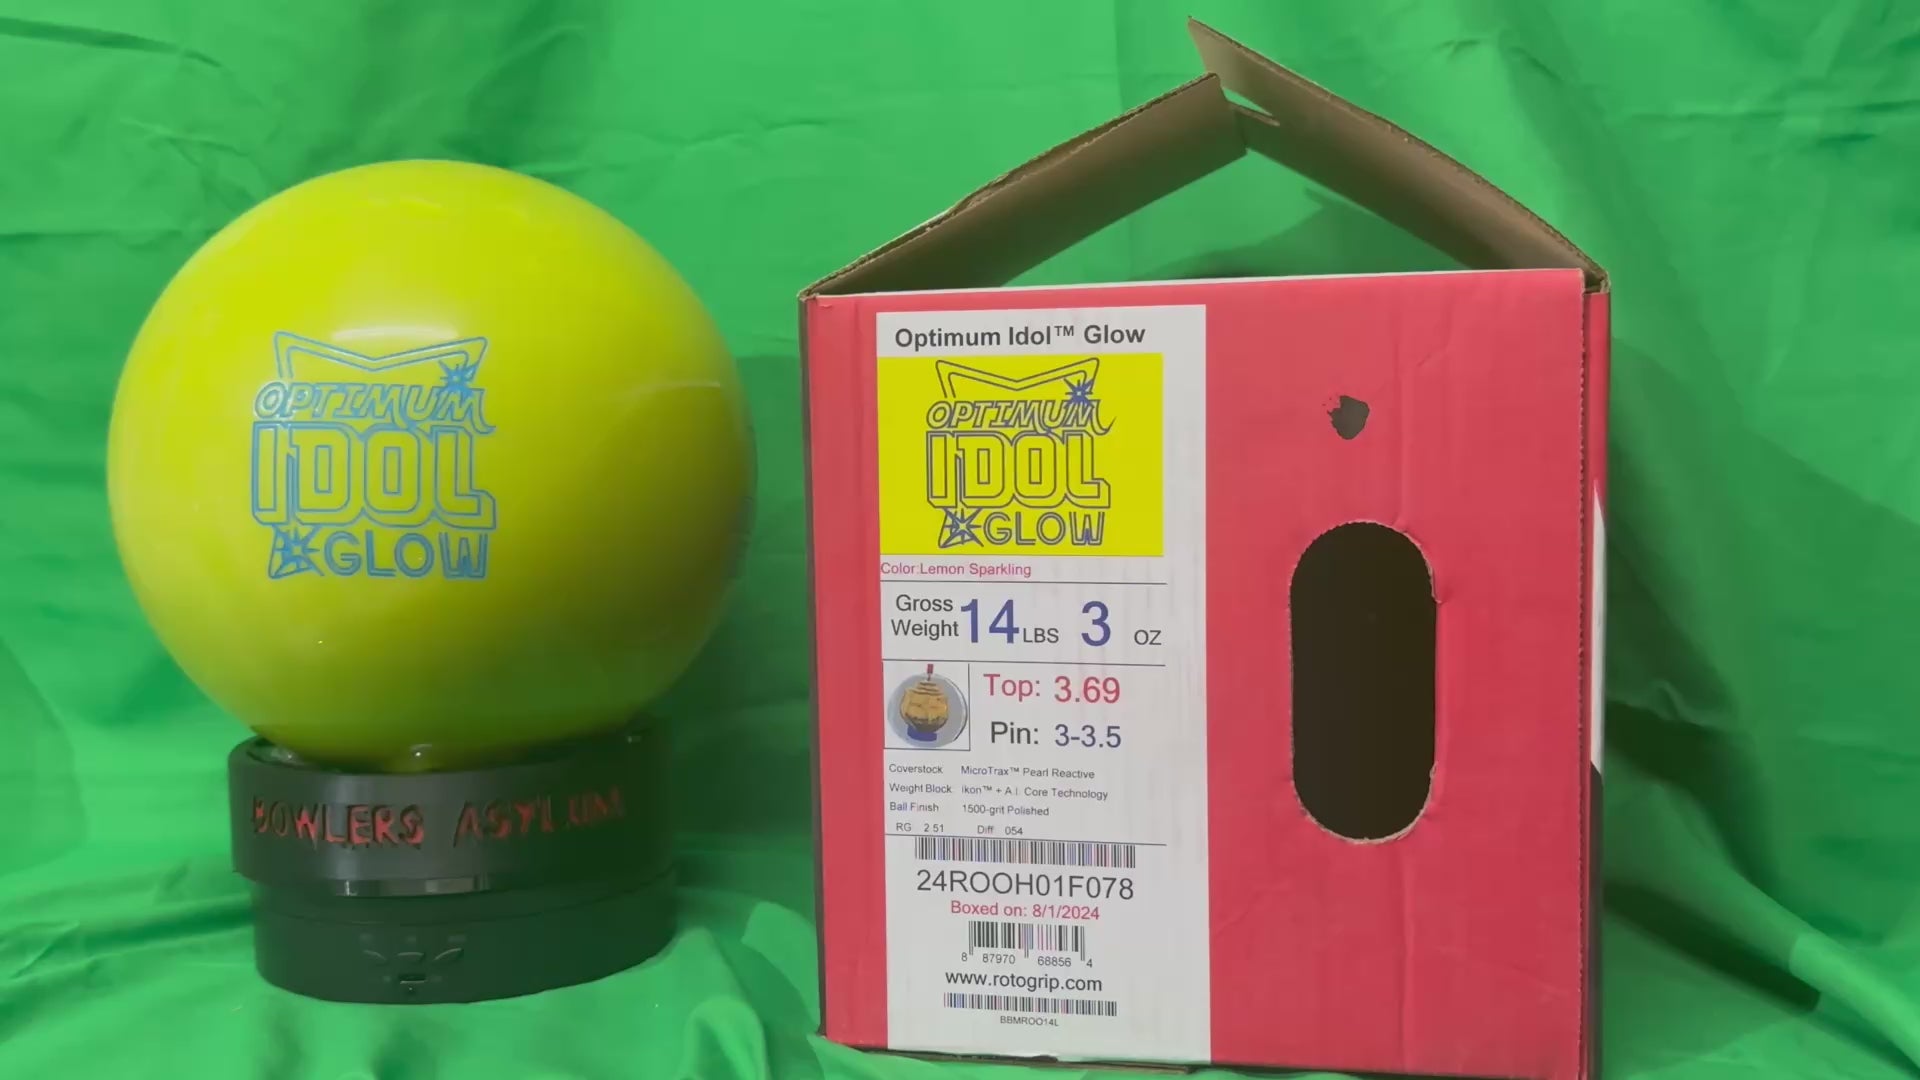 OPTIMUM
IDOL
GLOW
BOWLERS ASYLUM
Optimum Idol™ Glow
OPTIMUM
IDOL
GLOW
Color:Lemon Sparkling
Gross Weight 14 LBS 3 OZ
Top: 3.69
Pin: 3-3.5
Coverstock MicroTrax™ Pearl Reactive
Weight Block Ikon™ + A.I. Core Technology
Ball Finish 1500-grit Polished
RG 2.51 Diff 054
24ROOH01F078
Boxed on: 8/1/2024
8 87970 68856 4
www.rotogrip.com
BBMROO14L